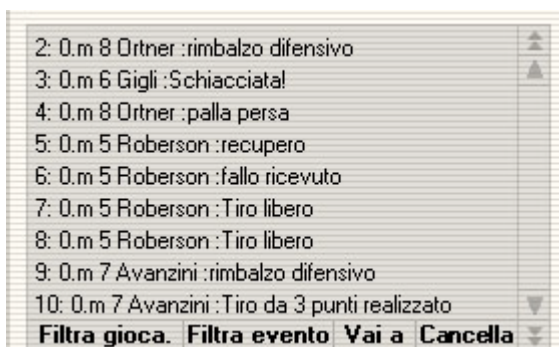 2: 0.m 8 Ortner :rimbalzo difensivo
3: 0.m 6 Gigli :Schiacciata!
4: 0.m 8 Ortner :palla persa
5: 0.m 5 Roberson :recupero
6: 0.m 5 Roberson :fallo ricevuto
7: 0.m 5 Roberson :Tiro libero
8: 0.m 5 Roberson :Tiro libero
9: 0.m 7 Avanzini :rimbalzo difensivo
10: 0.m 7 Avanzini :Tiro da 3 punti realizzato
Filtra gioca. Filtra evento Vai a Cancella